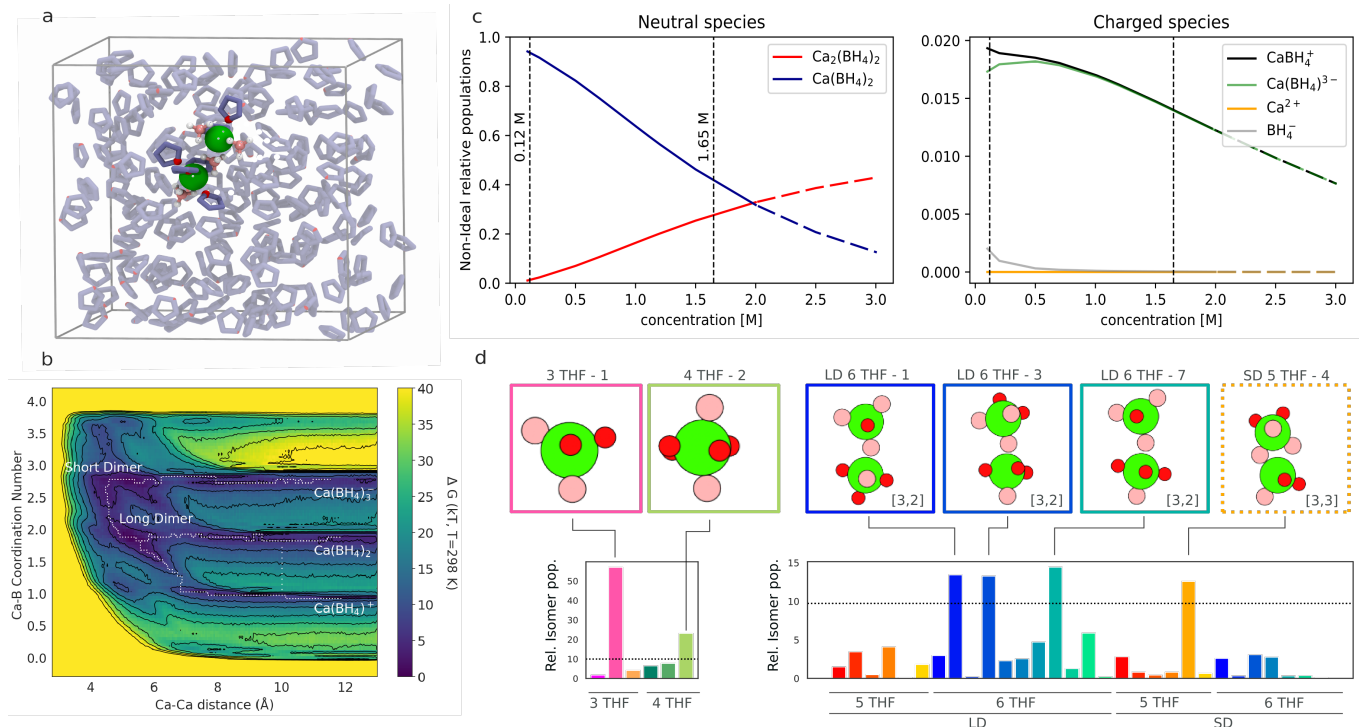 a
b
4.0
3.5
3.0
2.5
2.0
1.5
1.0
0.5
0.0
Ca-B Coordination Number
Short Dimer
Long Dimer
Ca(BH₄)₃⁻
Ca(BH₄)₂
Ca(BH₄)⁺
4 6 8 10 12
Ca-Ca distance (Å)
40
35
30
25
20
15
10
5
0
Δ G (kT, T=298 K)
c
Neutral species
Non-ideal relative populations
1.0
0.8
0.6
0.4
0.2
0.0
Ca₂(BH₄)₂
Ca(BH₄)₂
0.12 M
1.65 M
0.0 0.5 1.0 1.5 2.0 2.5 3.0
concentration [M]
Charged species
0.020
0.015
0.010
0.005
0.000
CaBH₄⁺
Ca(BH₄)³⁻
Ca²⁺
BH₄⁻
0.0 0.5 1.0 1.5 2.0 2.5 3.0
concentration [M]
d
3 THF - 1
4 THF - 2
LD 6 THF - 1
LD 6 THF - 3
LD 6 THF - 7
SD 5 THF - 4
[3,2]
[3,2]
[3,2]
[3,3]
Rel. Isomer pop.
50
40
30
20
10
0
3 THF
4 THF
Rel. Isomer pop.
15
10
5
0
5 THF
6 THF
5 THF
6 THF
LD
SD